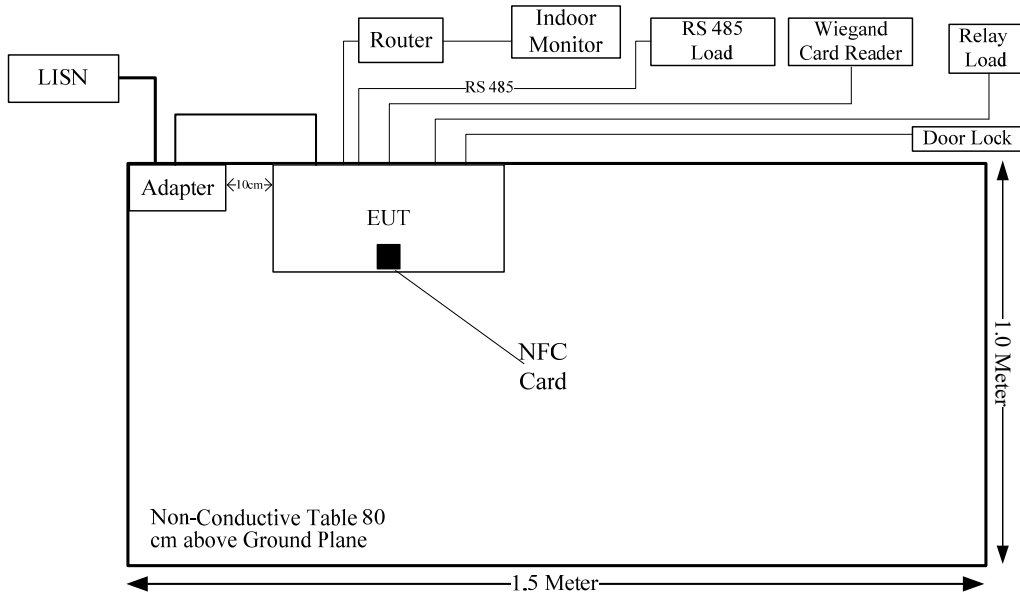 Indoor
Monitor
Router
RS 485
Load
Wiegand
Card Reader
Relay
Load
LISN
RS 485
Door Lock
Adapter
10cm
EUT
NFC
Card
1.0 Meter
Non-Conductive Table 80
cm above Ground Plane
1.5 Meter